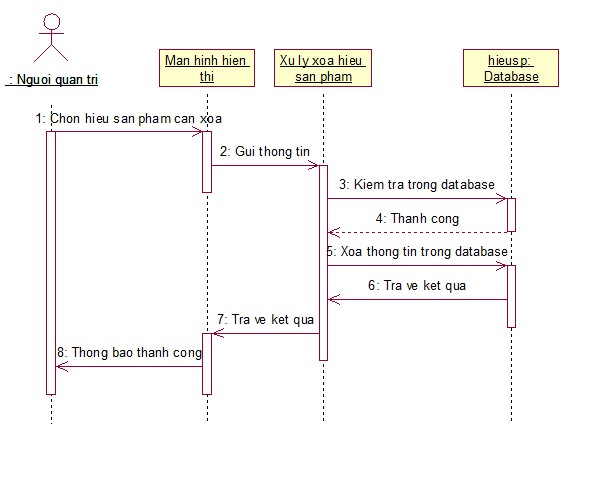 : Nguoi quan tri
Man hinh hien
thi
Xu ly xoa hieu
san pham
hieusp:
Database
1: Chon hieu san pham can xoa
2: Gui thong tin
3: Kiem tra trong database
4: Thanh cong
5: Xoa thong tin trong database
6: Tra ve ket qua
7: Tra ve ket qua
8: Thong bao thanh cong